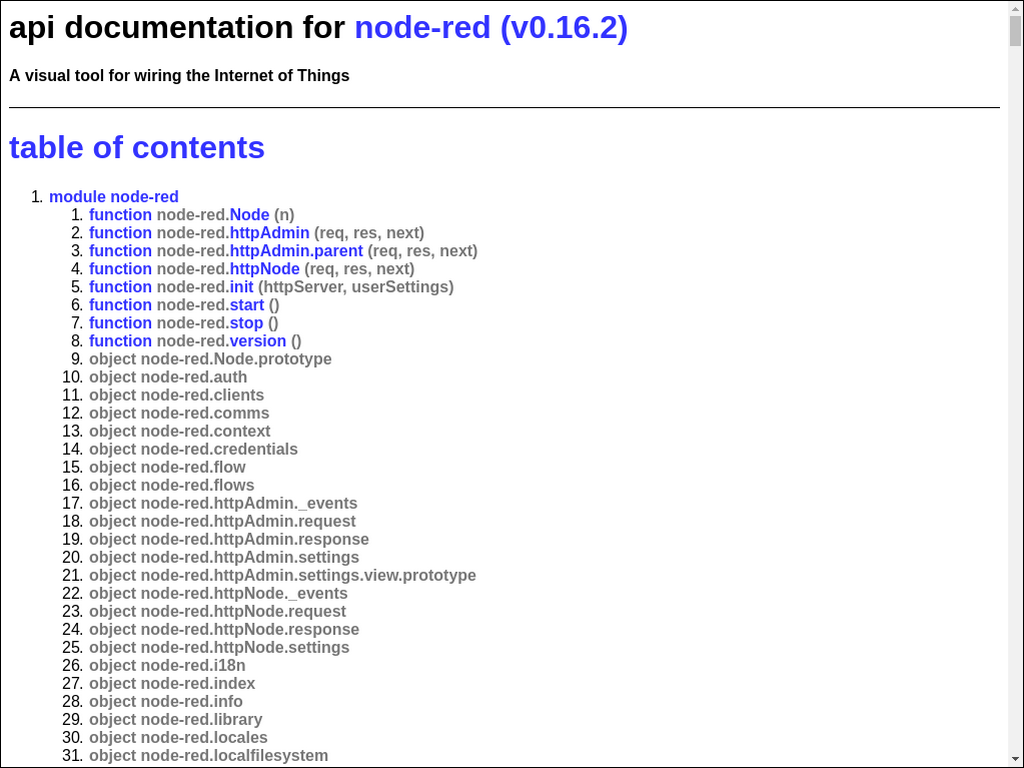 api documentation for node-red (v0.16.2)
A visual tool for wiring the Internet of Things
table of contents
1. module node-red
1. function node-red.Node (n)
2. function node-red.httpAdmin (req, res, next)
3. function node-red.httpAdmin.parent (req, res, next)
4. function node-red.httpNode (req, res, next)
5. function node-red.init (httpServer, userSettings)
6. function node-red.start ()
7. function node-red.stop ()
8. function node-red.version ()
9. object node-red.Node.prototype
10. object node-red.auth
11. object node-red.clients
12. object node-red.comms
13. object node-red.context
14. object node-red.credentials
15. object node-red.flow
16. object node-red.flows
17. object node-red.httpAdmin._events
18. object node-red.httpAdmin.request
19. object node-red.httpAdmin.response
20. object node-red.httpAdmin.settings
21. object node-red.httpAdmin.settings.view.prototype
22. object node-red.httpNode._events
23. object node-red.httpNode.request
24. object node-red.httpNode.response
25. object node-red.httpNode.settings
26. object node-red.i18n
27. object node-red.index
28. object node-red.info
29. object node-red.library
30. object node-red.locales
31. object node-red.localfilesystem